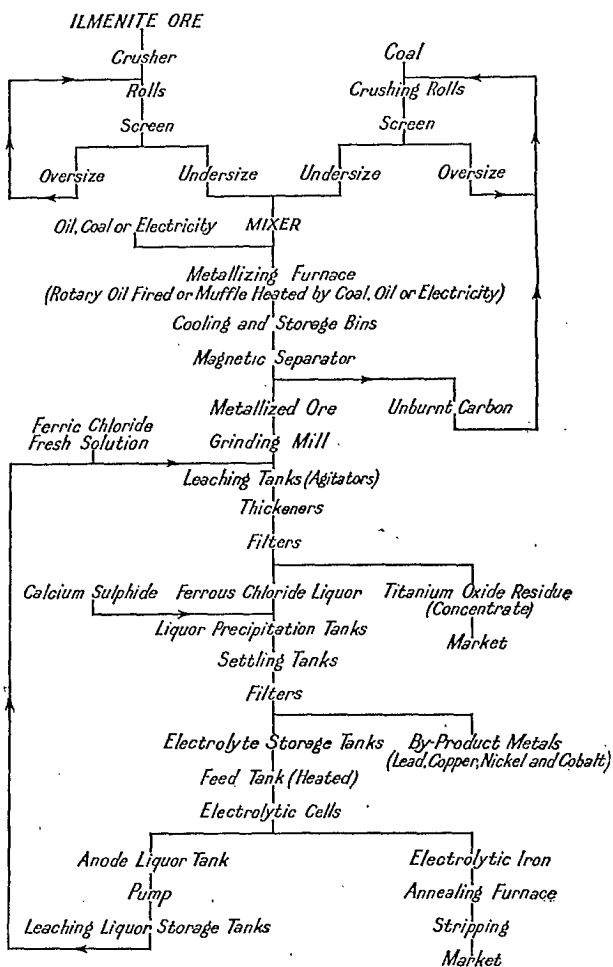 ILMENITE ORE
Coal
Crusher
Rolls
Crushing Rolls
Screen
Screen
Oversize
Undersize
Undersize
Oversize
Oil, Coal or Electricity
MIXER
Metallizing Furnace
(Rotary Oil Fired or Muffle Heated by Coal, Oil or Electricity)
Cooling and Storage Bins
Magnetic Separator
Metallized Ore
Unburnt Carbon
Ferric Chloride
Fresh Solution
Grinding Mill
Leaching Tanks (Agitators)
Thickeners
Filters
Calcium Sulphide
Ferrous Chloride Liquor
Titanium Oxide Residue
(Concentrate)
Liquor Precipitation Tanks
Market
Settling Tanks
Filters
Electrolyte Storage Tanks
By-Product Metals
(Lead, Copper, Nickel and Cobalt)
Feed Tank (Heated)
Electrolytic Cells
Anode Liquor Tank
Electrolytic Iron
Pump
Annealing Furnace
Leaching Liquor Storage Tanks
Stripping
Market